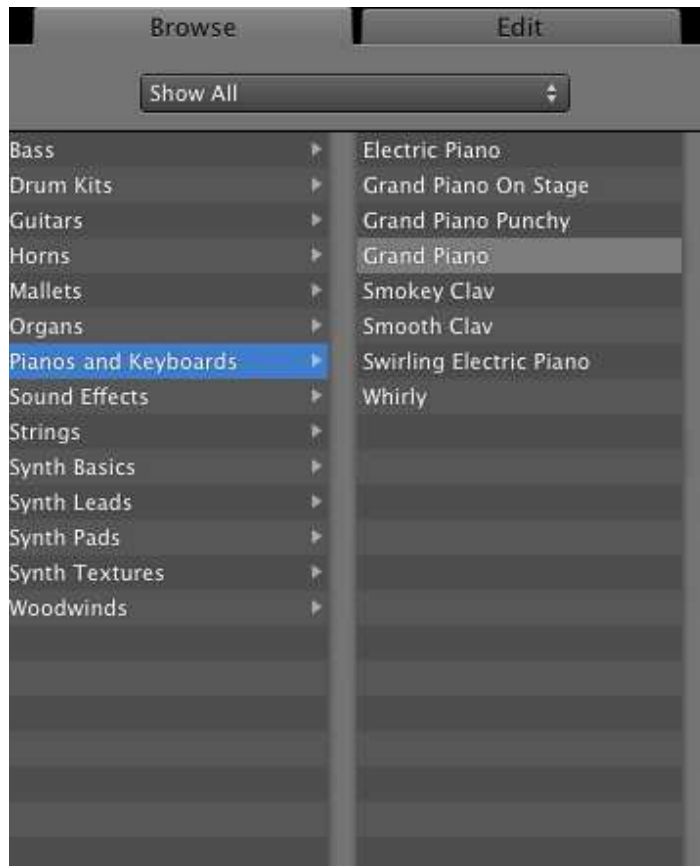 Browse
Edit
Show All
Bass
Drum Kits
Guitars
Horns
Mallets
Organs
Pianos and Keyboards
Sound Effects
Strings
Synth Basics
Synth Leads
Synth Pads
Synth Textures
Woodwinds
Electric Piano
Grand Piano On Stage
Grand Piano Punchy
Grand Piano
Smokey Clav
Smooth Clav
Swirling Electric Piano
Whirly